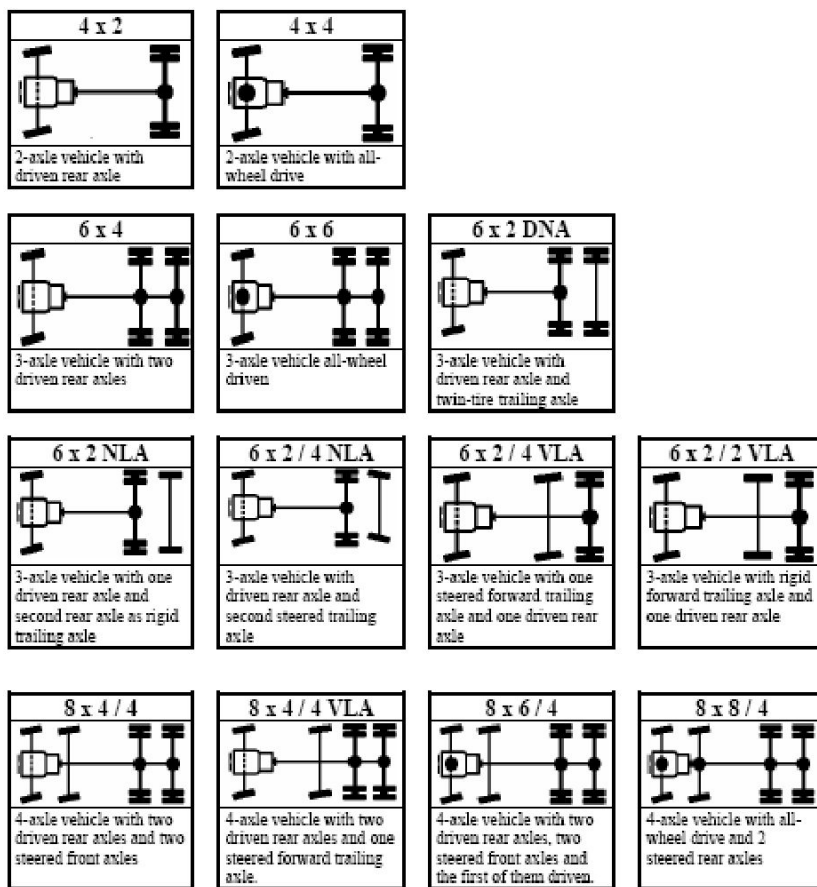 4 x 2
2-axle vehicle with
driven rear axle
4 x 4
2-axle vehicle with all-
wheel drive
6 x 4
3-axle vehicle with two
driven rear axles
6 x 6
3-axle vehicle all-wheel
driven
6 x 2 DNA
3-axle vehicle with
driven rear axle and
twin-tire trailing axle
6 x 2 NLA
3-axle vehicle with one
driven rear axle and
second rear axle as rigid
trailing axle
6 x 2 / 4 NLA
3-axle vehicle with
driven rear axle and
second steered trailing
axle
6 x 2 / 4 VLA
3-axle vehicle with one
steered forward trailing
axle and one driven rear
axle
6 x 2 / 2 VLA
3-axle vehicle with rigid
forward trailing axle and
one driven rear axle
8 x 4 / 4
4-axle vehicle with two
driven rear axles and two
steered front axles
8 x 4 / 4 VLA
4-axle vehicle with two
driven rear axles and one
steered forward trailing
axle.
8 x 6 / 4
4-axle vehicle with two
driven rear axles, two
steered front axles and
the first of them driven.
8 x 8 / 4
4-axle vehicle with all-
wheel drive and 2
steered rear axles